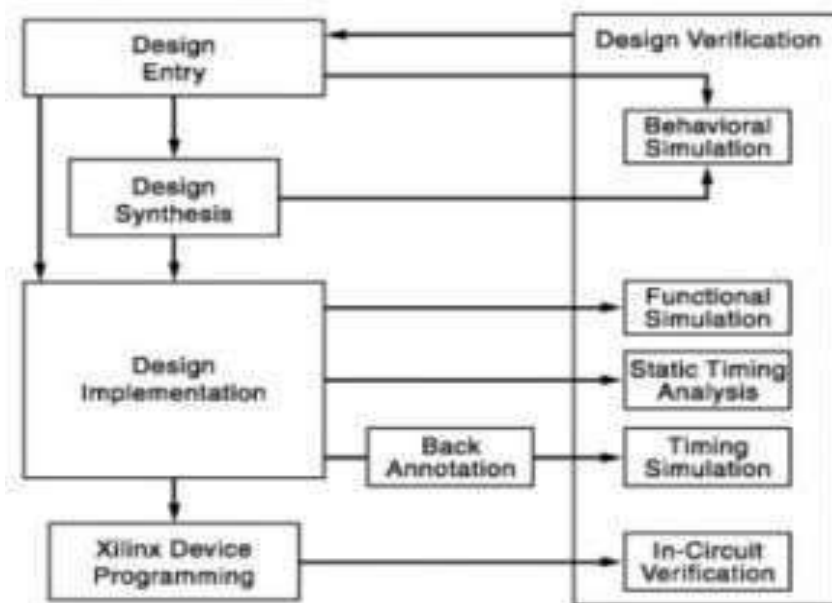 Design
Entry
Design Verification
Behavioral
Simulation
Design
Synthesis
Functional
Simulation
Design
Implementation
Static Timing
Analysis
Back
Annotation
Timing
Simulation
Xilinx Device
Programming
In-Circuit
Verification